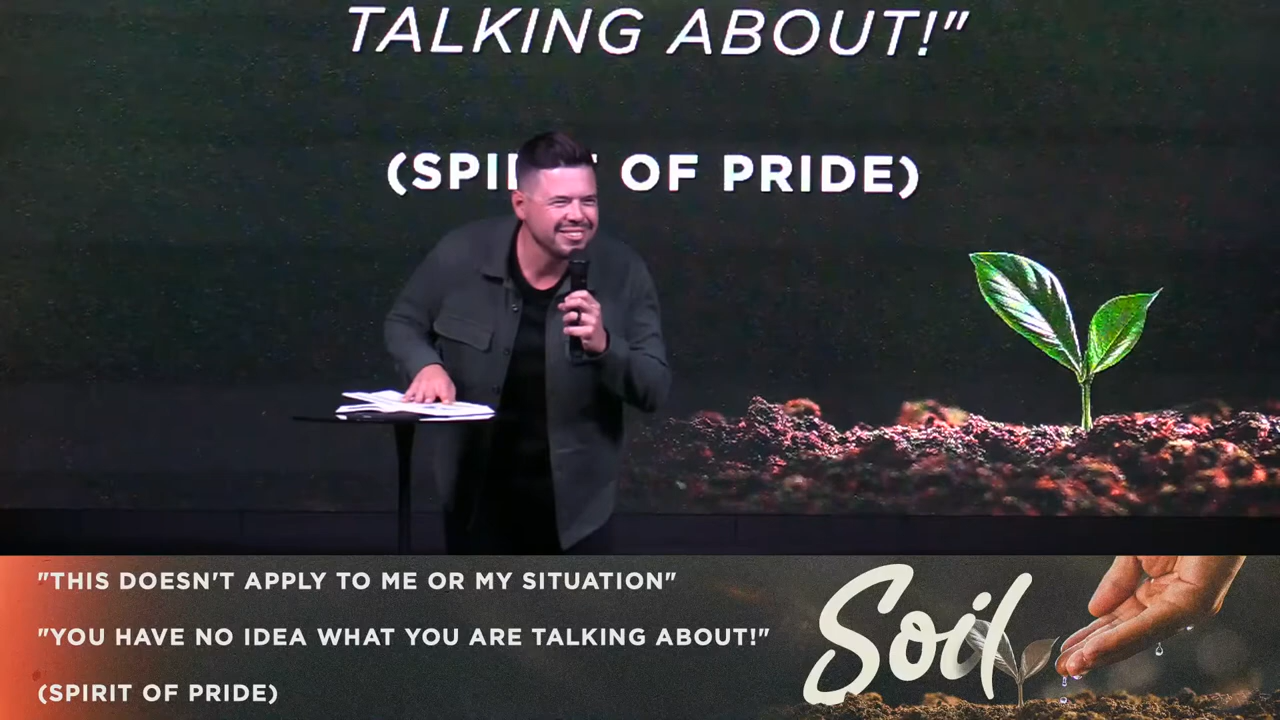 TALKING ABOUT!"
(SPIRIT OF PRIDE)
"THIS DOESN'T APPLY TO ME OR MY SITUATION"
"YOU HAVE NO IDEA WHAT YOU ARE TALKING ABOUT!"
(SPIRIT OF PRIDE)
Soil